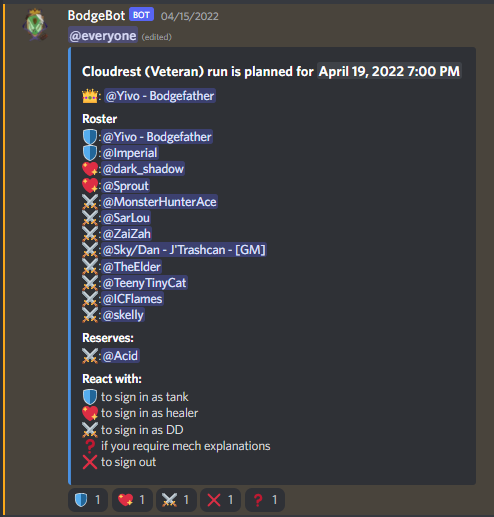 BodgeBot BOT 04/15/2022
@everyone (edited)
Cloudrest (Veteran) run is planned for April 19, 2022 7:00 PM
: @Yivo - Bodgefather
Roster
: @Yivo - Bodgefather
: @Imperial
: @dark_shadow
: @Sprout
: @MonsterHunterAce
: @SarLou
: @ZaiZah
: @Sky/Dan - J'Trashcan - [GM]
: @TheElder
: @TeenyTinyCat
: @ICFlames
: @skelly
Reserves:
: @Acid
React with:
to sign in as tank
to sign in as healer
to sign in as DD
if you require mech explanations
to sign out
1 1 1 1 1